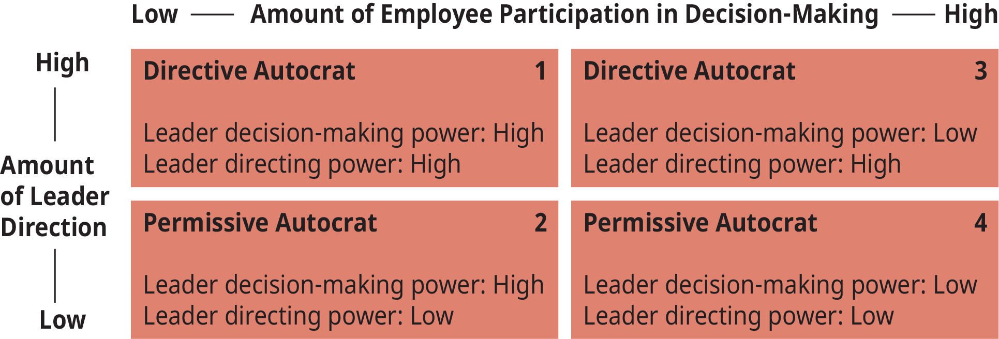 Low Amount of Employee Participation in Decision-Making High
High
Amount
of Leader
Direction
Low
Directive Autocrat 1
Leader decision-making power: High
Leader directing power: High
Directive Autocrat 3
Leader decision-making power: Low
Leader directing power: High
Permissive Autocrat 2
Leader decision-making power: High
Leader directing power: Low
Permissive Autocrat 4
Leader decision-making power: Low
Leader directing power: Low